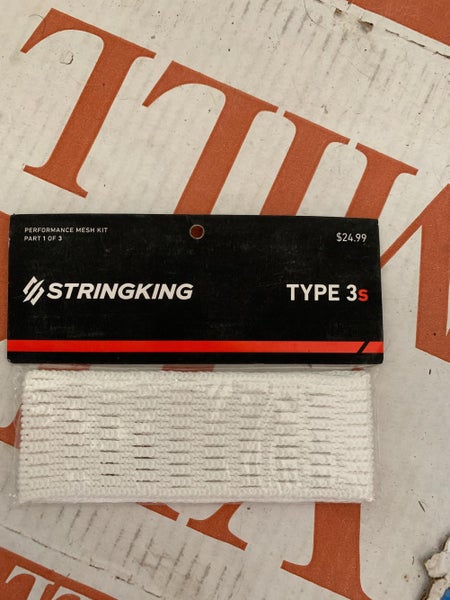 PERFORMANCE MESH KIT
PART 1 OF 3
$24.99
STRINGKING
TYPE 3s